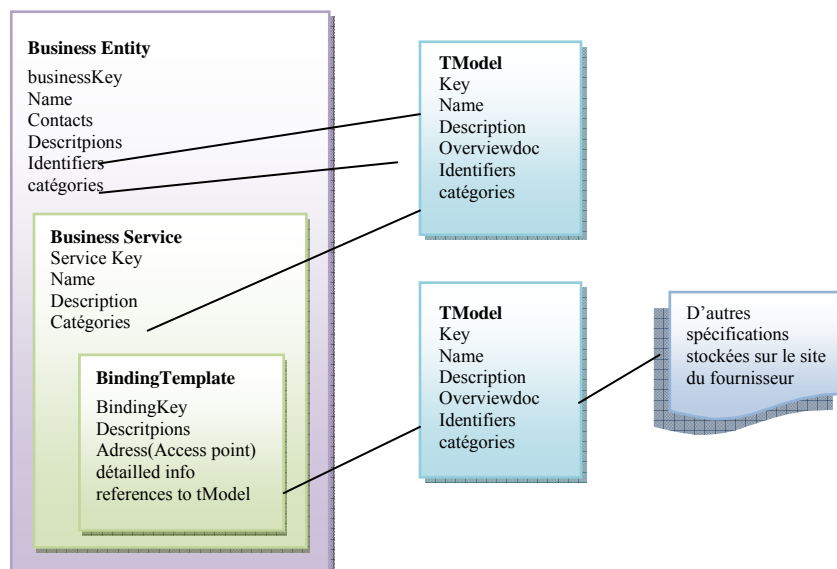 Business Entity
businessKey
Name
Contacts
Descritpions
Identifiers
catégories
Business Service
Service Key
Name
Description
Catégories
BindingTemplate
BindingKey
Descritpions
Adress(Access point)
détailled info
references to tModel
TModel
Key
Name
Description
Overviewdoc
Identifiers
catégories
TModel
Key
Name
Description
Overviewdoc
Identifiers
catégories
D'autres
spécifications
stockées sur le site
du fournisseur